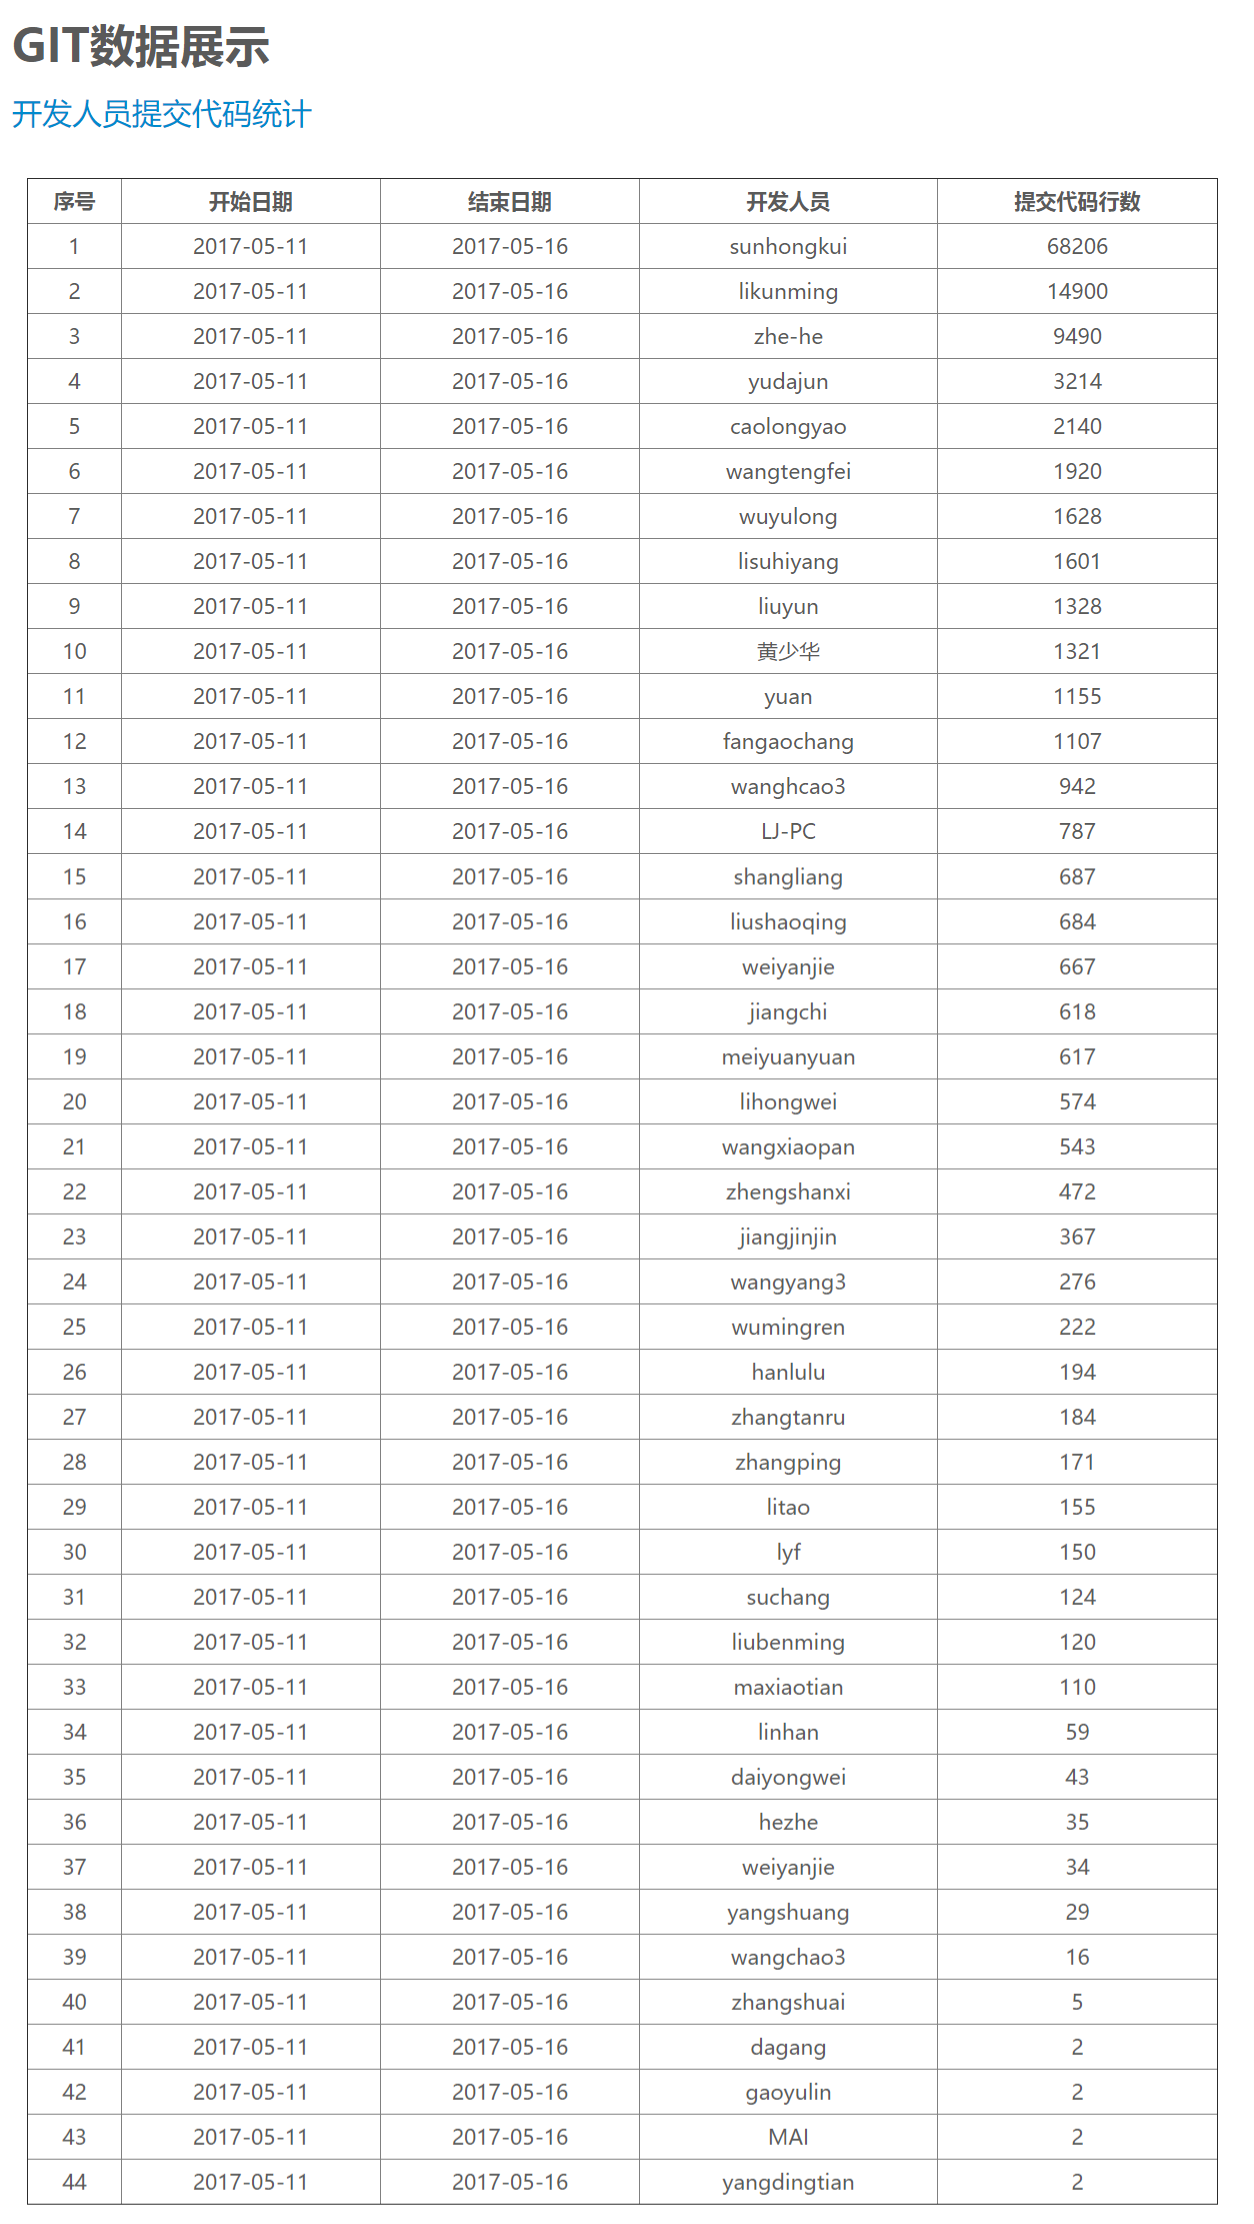 GIT数据展示
开发人员提交代码统计
序号 开始日期 结束日期 开发人员 提交代码行数
1 2017-05-11 2017-05-16 sunhongkui 68206
2 2017-05-11 2017-05-16 likunming 14900
3 2017-05-11 2017-05-16 zhe-he 9490
4 2017-05-11 2017-05-16 yudajun 3214
5 2017-05-11 2017-05-16 caolongyao 2140
6 2017-05-11 2017-05-16 wangtengfei 1920
7 2017-05-11 2017-05-16 wuyulong 1628
8 2017-05-11 2017-05-16 lisuhiyang 1601
9 2017-05-11 2017-05-16 liuyun 1328
10 2017-05-11 2017-05-16 黄少华 1321
11 2017-05-11 2017-05-16 yuan 1155
12 2017-05-11 2017-05-16 fangaochang 1107
13 2017-05-11 2017-05-16 wanghcao3 942
14 2017-05-11 2017-05-16 LJ-PC 787
15 2017-05-11 2017-05-16 shangliang 687
16 2017-05-11 2017-05-16 liushaoqing 684
17 2017-05-11 2017-05-16 weiyanjie 667
18 2017-05-11 2017-05-16 jiangchi 618
19 2017-05-11 2017-05-16 meiyuanyuan 617
20 2017-05-11 2017-05-16 lihongwei 574
21 2017-05-11 2017-05-16 wangxiaopan 543
22 2017-05-11 2017-05-16 zhengshanxi 472
23 2017-05-11 2017-05-16 jiangjinjin 367
24 2017-05-11 2017-05-16 wangyang3 276
25 2017-05-11 2017-05-16 wumingren 222
26 2017-05-11 2017-05-16 hanlulu 194
27 2017-05-11 2017-05-16 zhangtanru 184
28 2017-05-11 2017-05-16 zhangping 171
29 2017-05-11 2017-05-16 litao 155
30 2017-05-11 2017-05-16 lyf 150
31 2017-05-11 2017-05-16 suchang 124
32 2017-05-11 2017-05-16 liubenming 120
33 2017-05-11 2017-05-16 maxiaotian 110
34 2017-05-11 2017-05-16 linhan 59
35 2017-05-11 2017-05-16 daiyongwei 43
36 2017-05-11 2017-05-16 hezhe 35
37 2017-05-11 2017-05-16 weiyanjie 34
38 2017-05-11 2017-05-16 yangshuang 29
39 2017-05-11 2017-05-16 wangchao3 16
40 2017-05-11 2017-05-16 zhangshuai 5
41 2017-05-11 2017-05-16 dagang 2
42 2017-05-11 2017-05-16 gaoyulin 2
43 2017-05-11 2017-05-16 MAI 2
44 2017-05-11 2017-05-16 yangdingtian 2